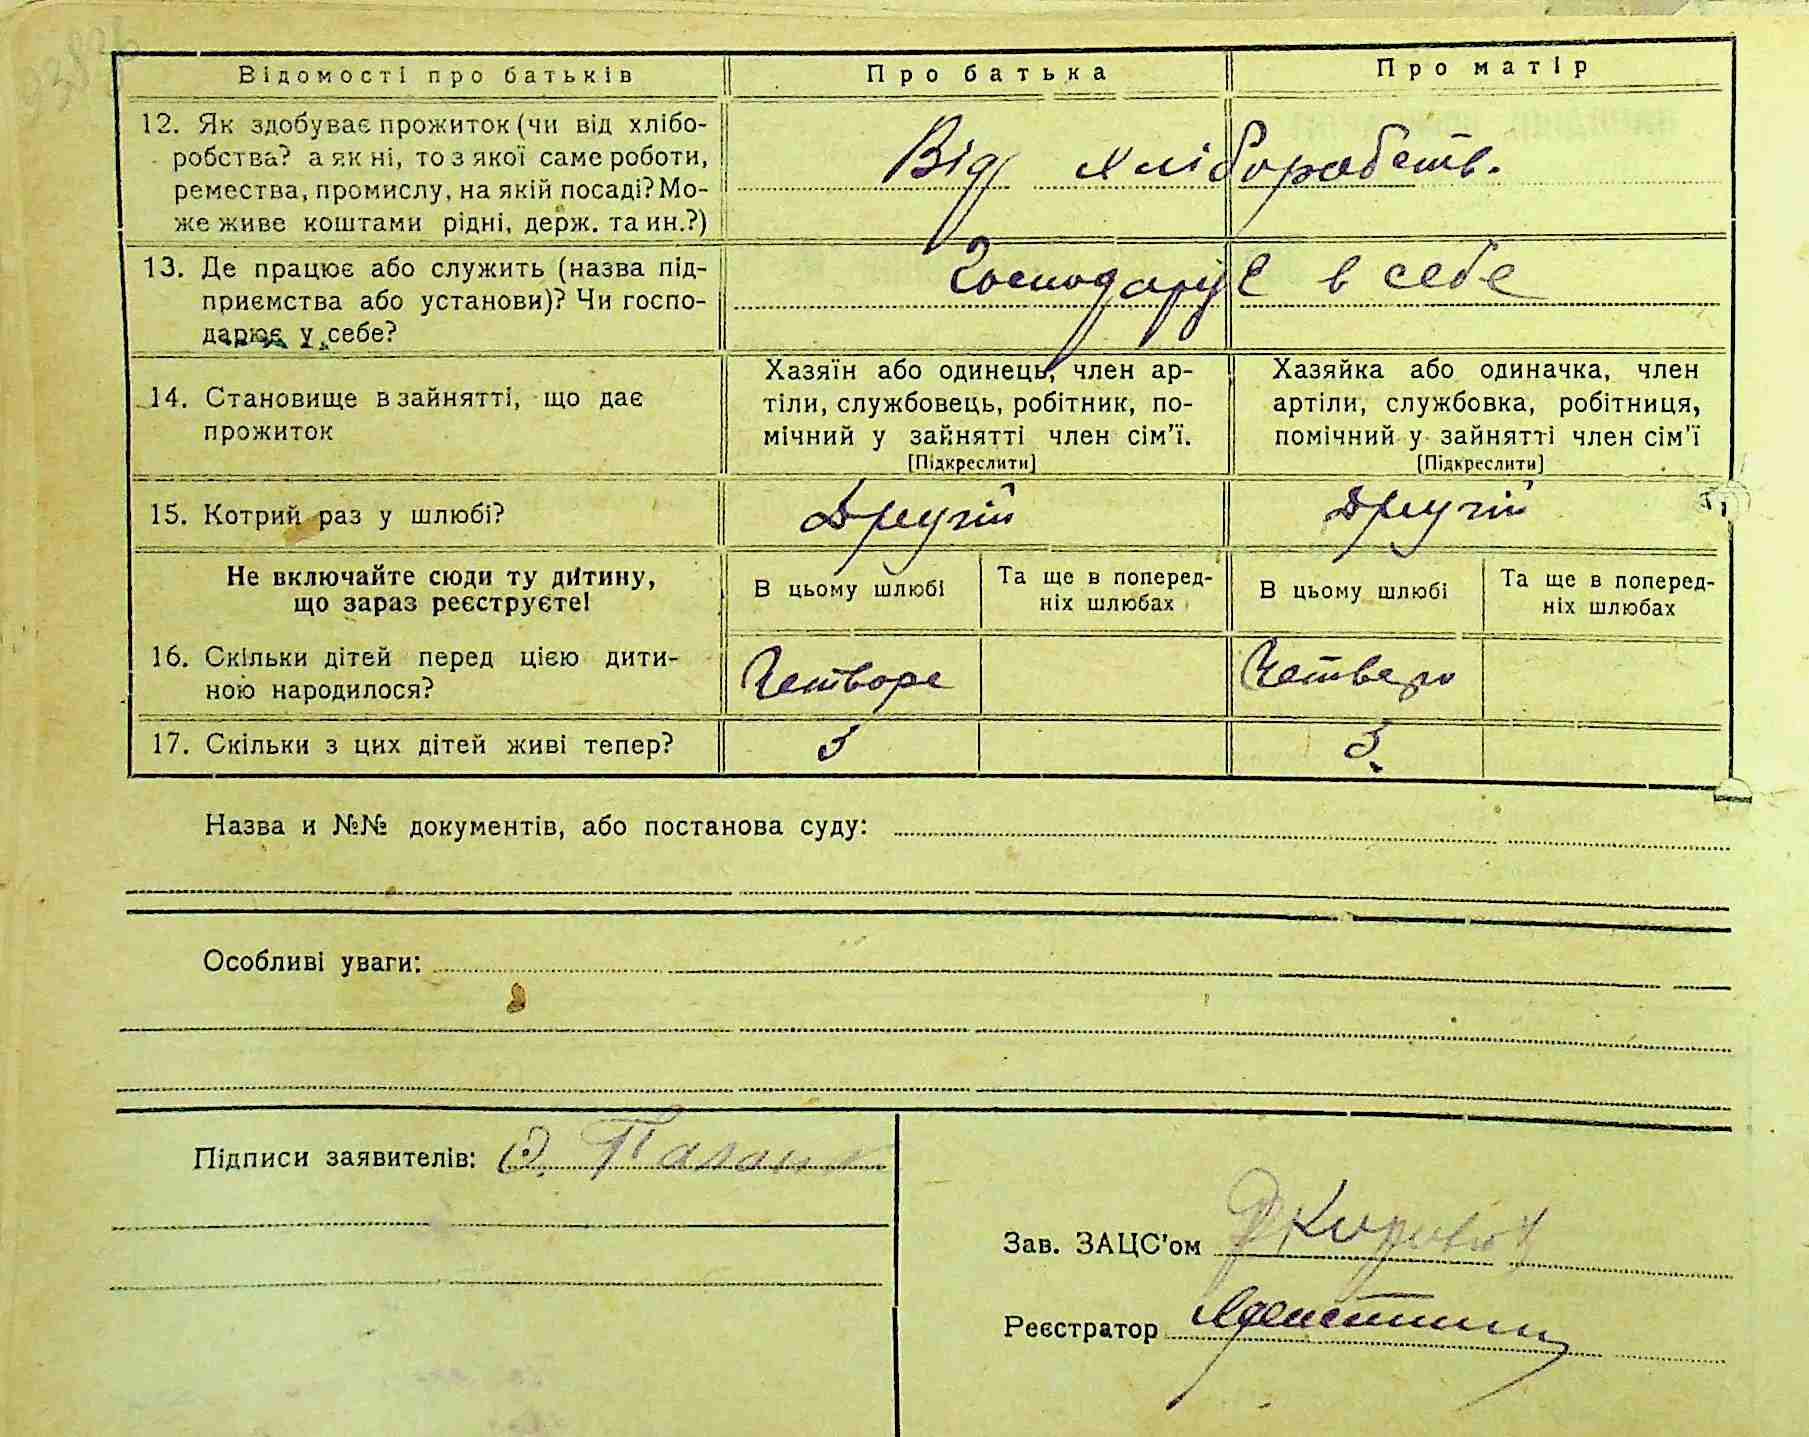 Відомості про батьків
Про батька
Про матір
12. Як здобуває прожиток (чи від хлібо-
робства? а як ні, то з якої саме роботи,
ремества, промислу, на якій посаді? Мо-
же живе коштами рідні, держ. та ин.?)
Від хліборобств.
13. Де працює або служить (назва під-
приємства або установи)? Чи госпо-
дарює у себе?
Господарує в себе
14. Становище в зайнятті, що дає
прожиток
Хазяїн або одинець, член ар-
тіли, службовець, робітник, по-
мічний у зайнятті член сім'ї.
[Підкреслити]
Хазяйка або одиначка, член
артіли, службовка, робітниця,
помічний у зайнятті член сім'ї
[Підкреслити]
15. Котрий раз у шлюбі?
Другій
Другій
Не включайте сюди ту дитину,
що зараз реєструєте!
В цьому шлюбі
Та ще в поперед-
ніх шлюбах
В цьому шлюбі
Та ще в поперед-
ніх шлюбах
16. Скільки дітей перед цією дити-
ною народилося?
Четворе
Четверо
17. Скільки з цих дітей живі тепер?
3
3
Назва и №№ документів, або постанова суду:
Особливі уваги:
Підписи заявителів:
Зав. ЗАЦС'ом
Реєстратор